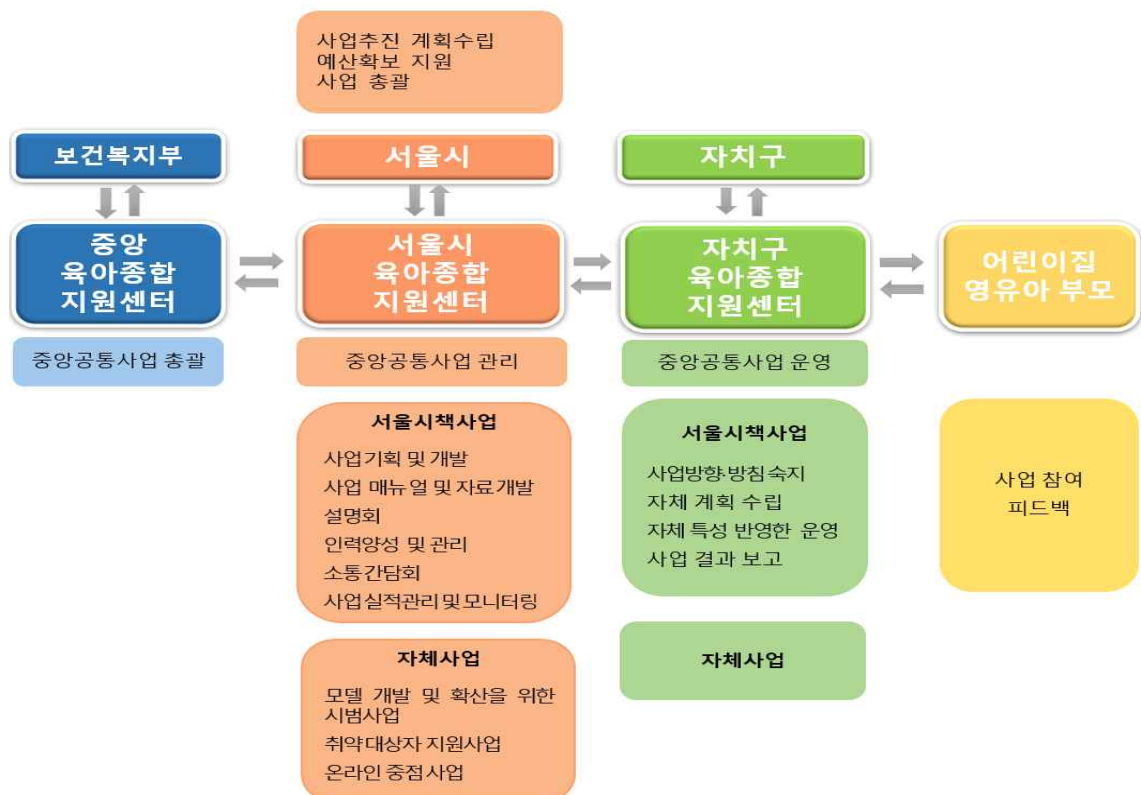 사업추진 계획수립
예산확보 지원
사업 총괄
보건복지부
서울시
자치구
중앙
육아종합
지원센터
서울시
육아종합
지원센터
자치구
육아종합
지원센터
어린이집
영유아 부모
중앙공통사업 총괄
중앙공통사업 관리
중앙공통사업 운영
서울시책사업
사업기획 및 개발
사업 매뉴얼 및 자료개발
설명회
인력양성 및 관리
소통간담회
사업실적관리 및 모니터링
서울시책사업
사업방향·방침 숙지
자체 계획 수립
자체 특성 반영한 운영
사업 결과 보고
사업 참여
피드백
자체사업
모델 개발 및 확산을 위한
시범사업
취약대상자 지원사업
온라인 중점사업
자체사업